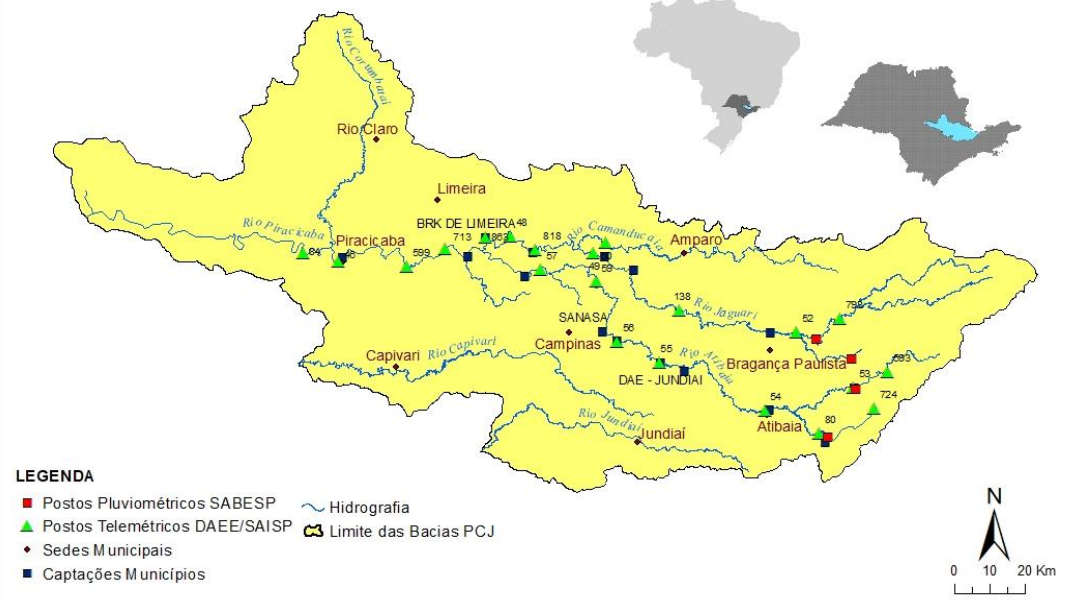 Rio Corumbataí
Rio Claro
Limeira
BRK DE LIMEIRA
48
Rio Camanducaia
Rio Piracicaba
Piracicaba
713
818
Amparo
84
599
57
49
59
138
Rio Jaguari
52
SANASA
56
Campinas
Capivari
Rio Capivari
55
Rio Atibaia
Bragança Paulista
DAE - JUNDIAI
53
54
724
Atibaia
80
Rio Jundiaí
Jundiaí
LEGENDA
Postos Pluviométricos SABESP
Postos Telemétricos DAEE/SAISP
Sedes Municipais
Captações Municípios
Hidrografia
Limite das Bacias PCJ
N
0 10 20 Km